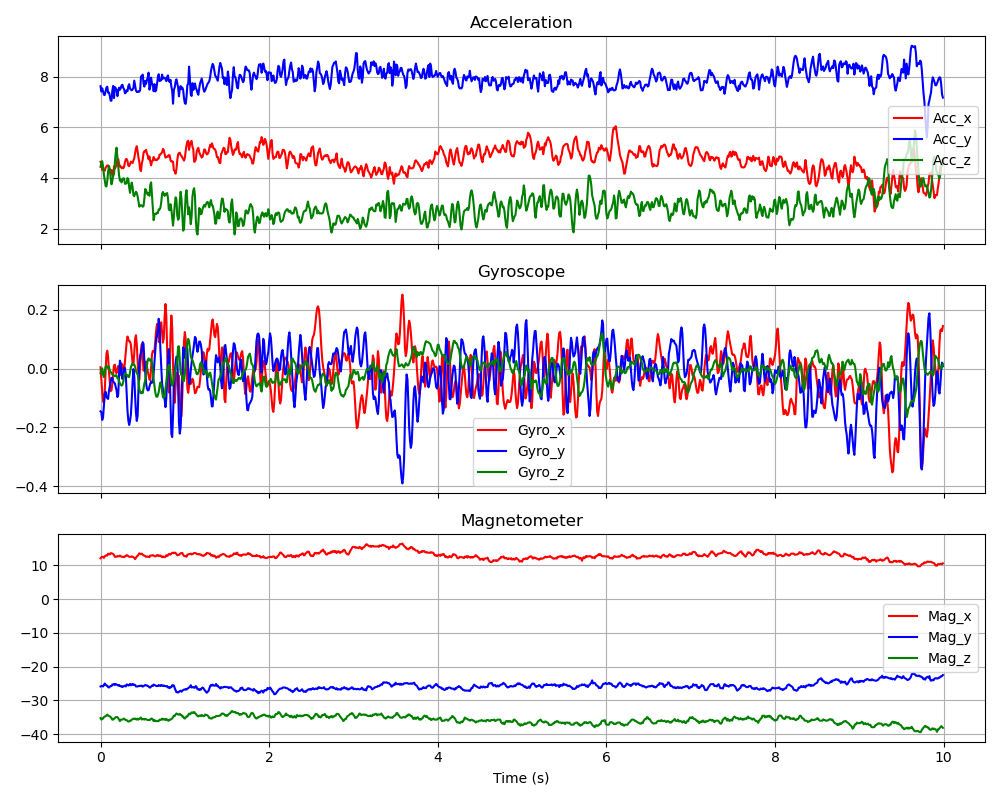 Acceleration
8
6
4
2
Acc_x
Acc_y
Acc_z
Gyroscope
0.2
0.0
−0.2
−0.4
Gyro_x
Gyro_y
Gyro_z
Magnetometer
10
0
−10
−20
−30
−40
Mag_x
Mag_y
Mag_z
0 2 4 6 8 10
Time (s)